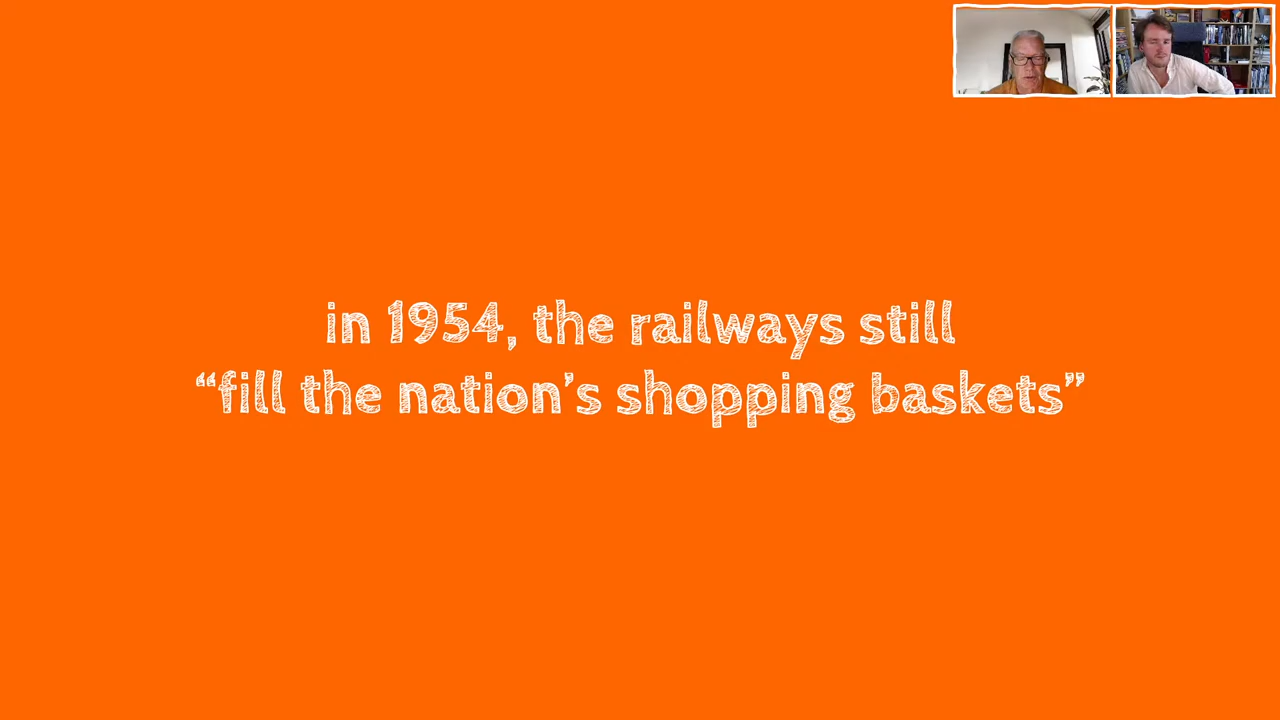 in 1954, the railways still
“fill the nation’s shopping baskets”